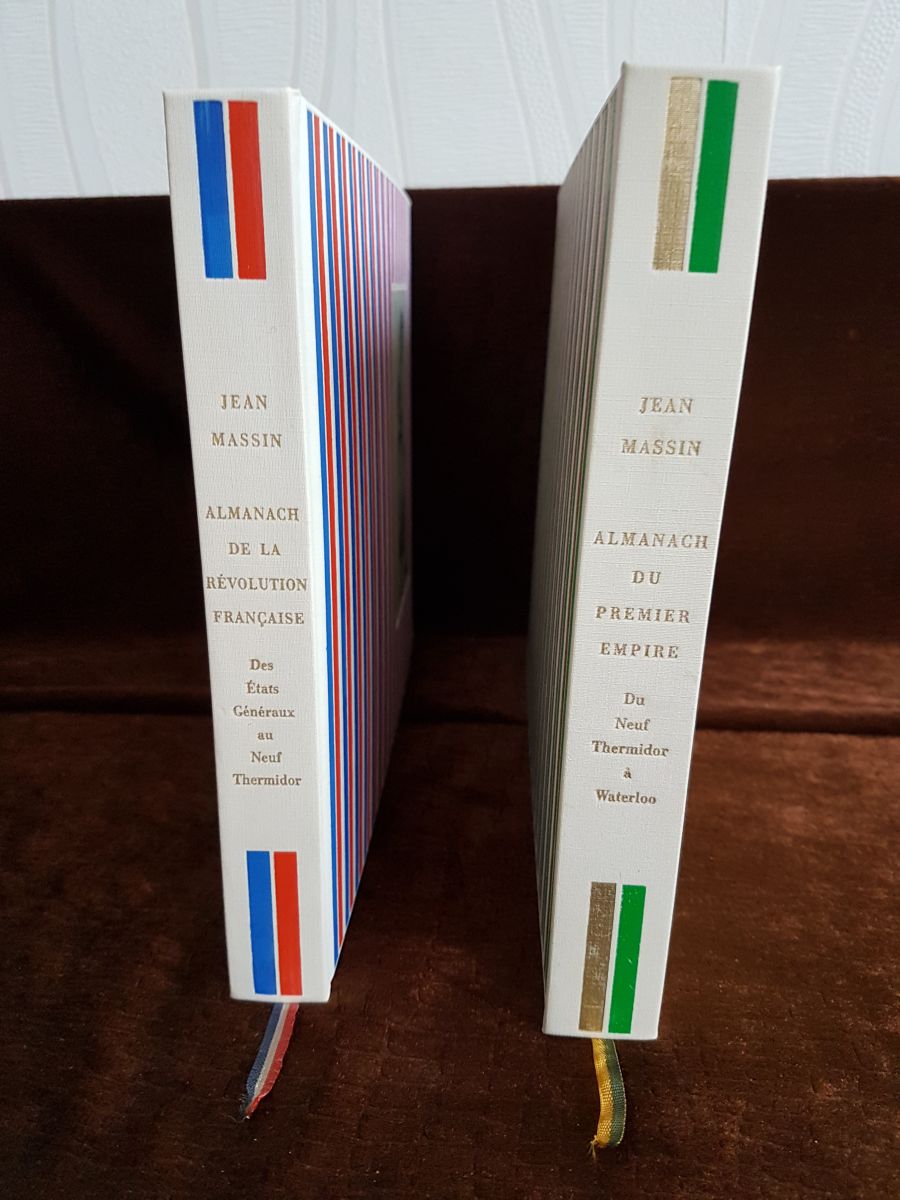 JEAN
MASSIN
ALMANACH
DE LA
RÉVOLUTION
FRANÇAISE
Des
États
Généraux
au
Neuf
Thermidor
JEAN
MASSIN
ALMANACH
DU
PREMIER
EMPIRE
Du
Neuf
Thermidor
à
Waterloo